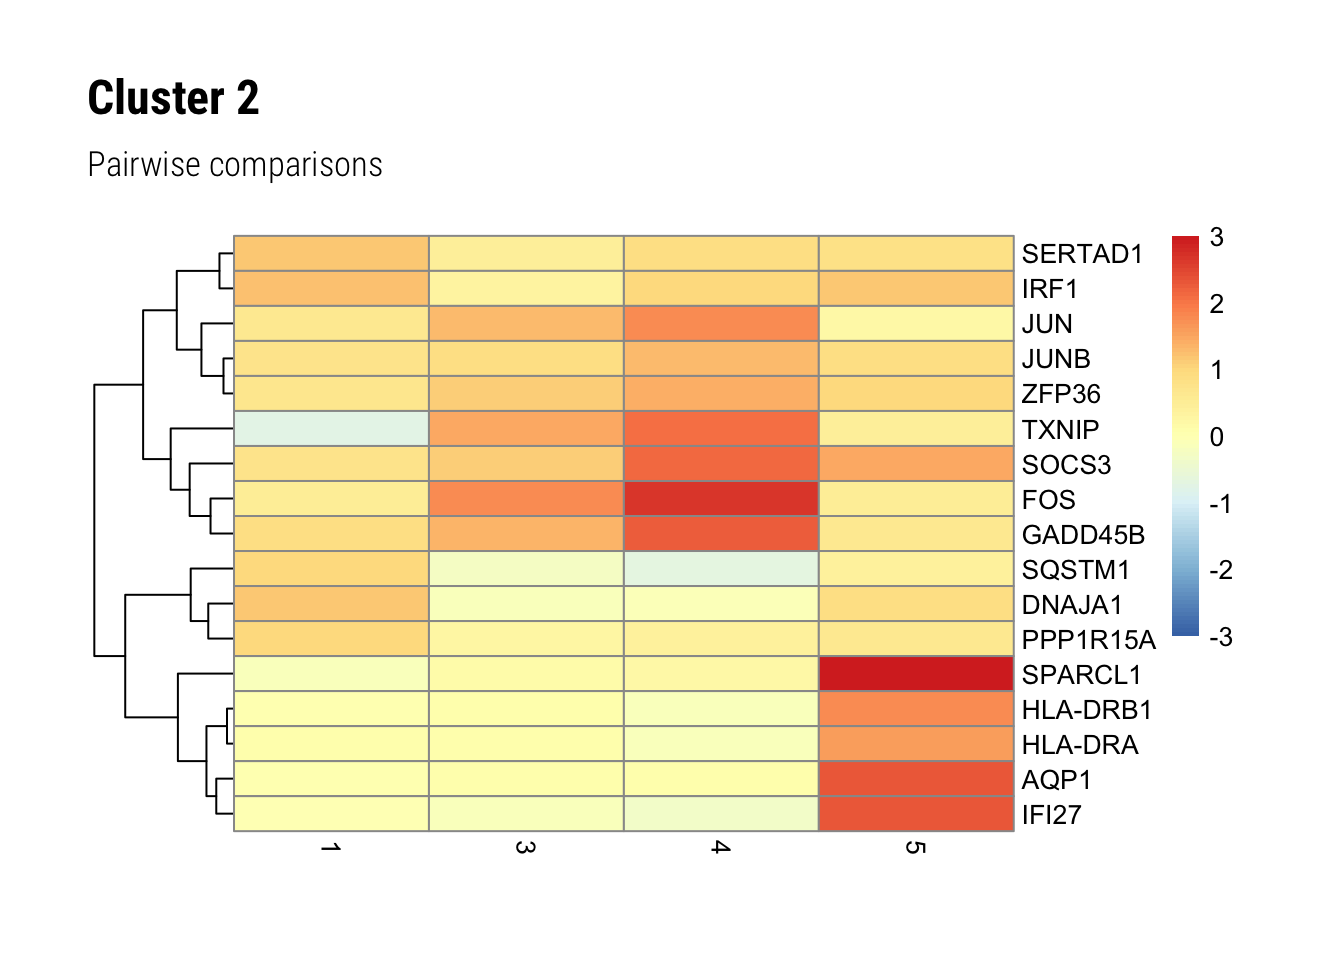 Cluster 2
Pairwise comparisons
SERTAD1
IRF1
JUN
JUNB
ZFP36
TXNIP
SOCS3
FOS
GADD45B
SQSTM1
DNAJA1
PPP1R15A
SPARCL1
HLA-DRB1
HLA-DRA
AQP1
IFI27
3
2
1
0
-1
-2
-3
1 3 4 5